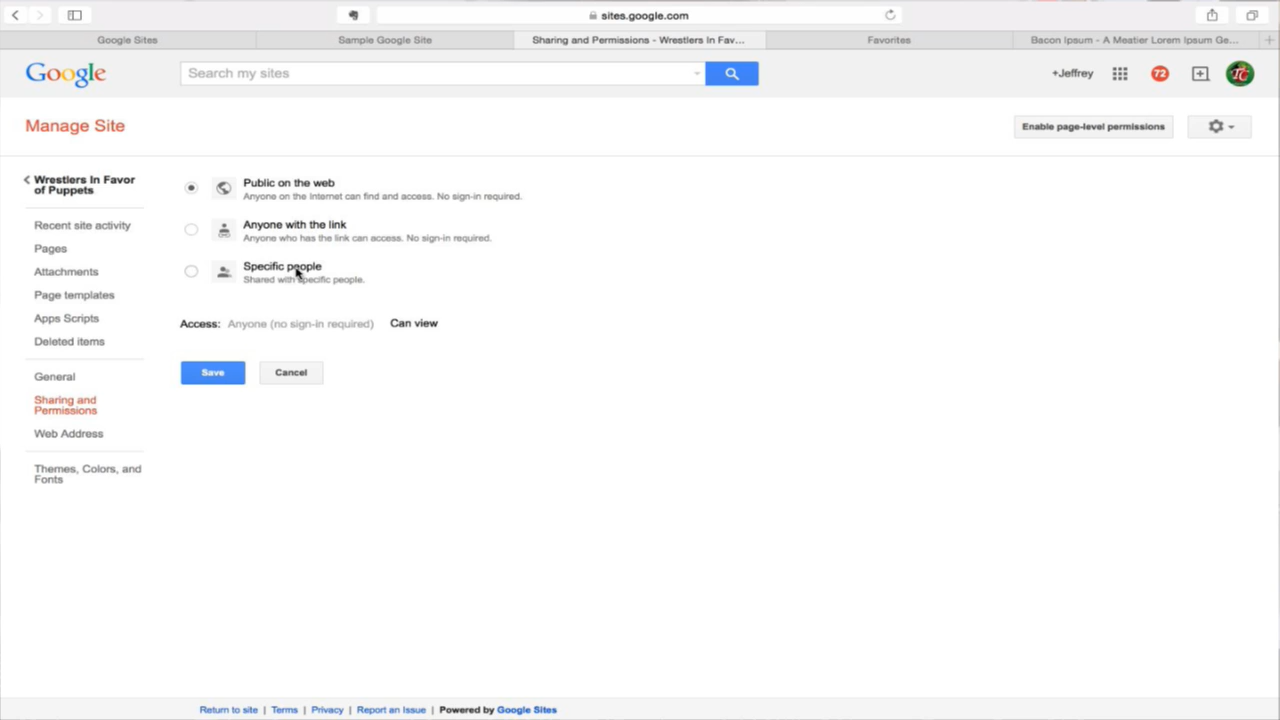 sites.google.com
Google Sites
Sample Google Site
Sharing and Permissions - Wrestlers In Fav...
Favorites
Bacon Ipsum - A Meatier Lorem Ipsum Ge...
Google
Search my sites
+Jeffrey
72
TC
Manage Site
Enable page-level permissions
Wrestlers In Favor
of Puppets
Recent site activity
Pages
Attachments
Page templates
Apps Scripts
Deleted items
General
Sharing and
Permissions
Web Address
Themes, Colors, and
Fonts
Public on the web
Anyone on the Internet can find and access. No sign-in required.
Anyone with the link
Anyone who has the link can access. No sign-in required.
Specific people
Shared with specific people.
Access: Anyone (no sign-in required) Can view
Save
Cancel
Return to site | Terms | Privacy | Report an Issue | Powered by Google Sites